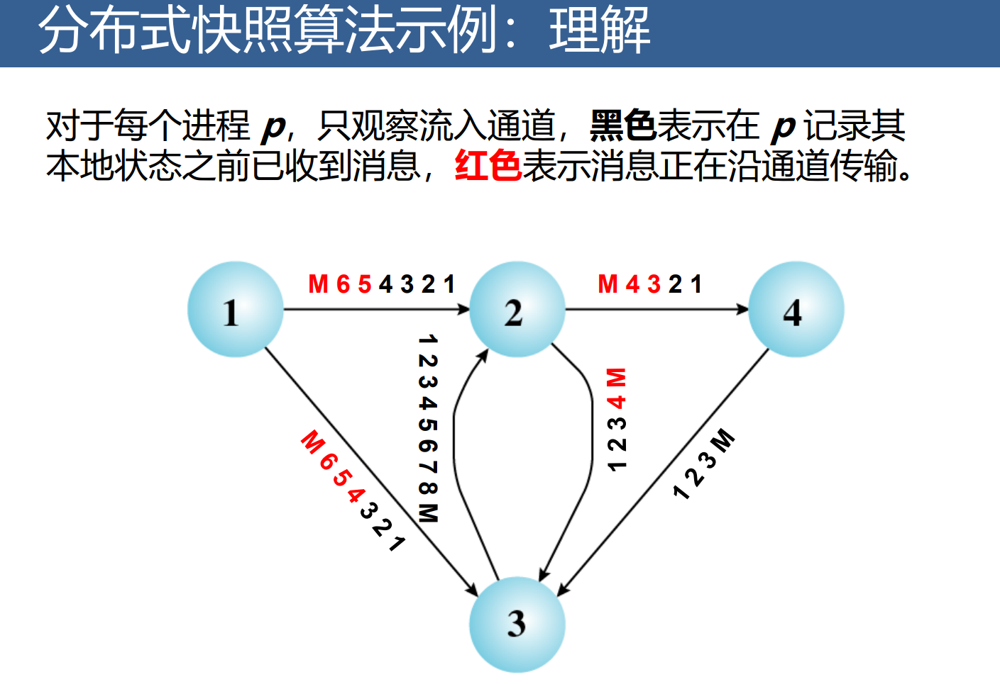 分布式快照算法示例：理解
对于每个进程 p，只观察流入通道，黑色表示在 p 记录其
本地状态之前已收到消息，红色表示消息正在沿通道传输。
M 6 5 4 3 2 1
M 4 3 2 1
1
2
4
1 2 3 4 5 6 7 8 M
1 2 3 4 M
M 6 5 4 3 2 1
1 2 3 M
3